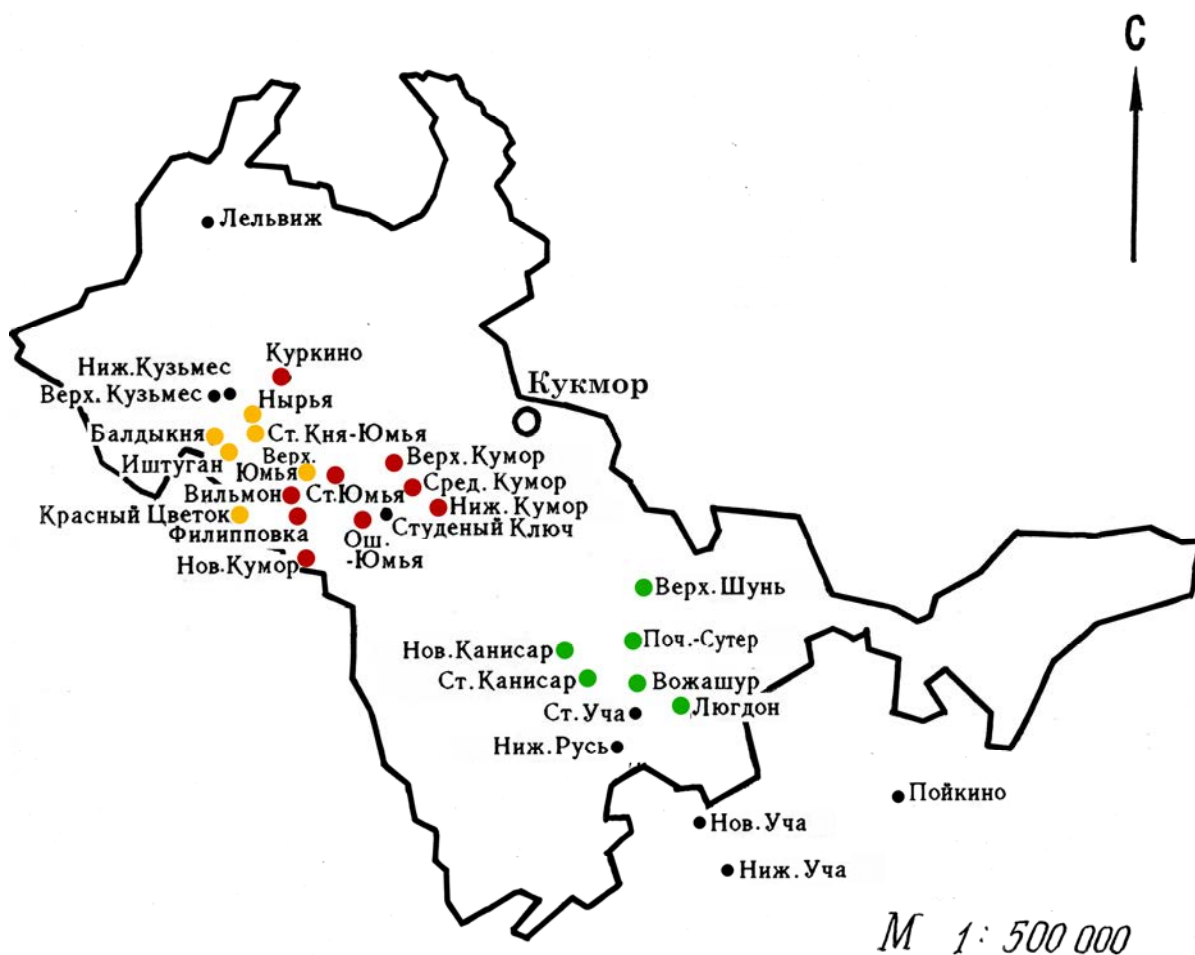 С
Лельвиж
Куркино
Ниж.Кузьмес
Верх. Кузьмес
Кукмор
Нырья
Балдыкня
Ст. Кня-Юмья
Верх.
Юмья
Иштуган
Верх. Кумор
Вильмон
Ст.Юмья
Сред. Кумор
Ниж. Кумор
Красный Цветок
Студеный Ключ
Филипповка
Ош.
-Юмья
Нов.Кумор
Верх. Шунь
Поч.-Сутер
Нов.Канисар
Ст.Канисар
Вожашур
Люгдон
Ст.Уча
Ниж.Русь
Пойкино
Нов.Уча
Ниж.Уча
М 1:500 000